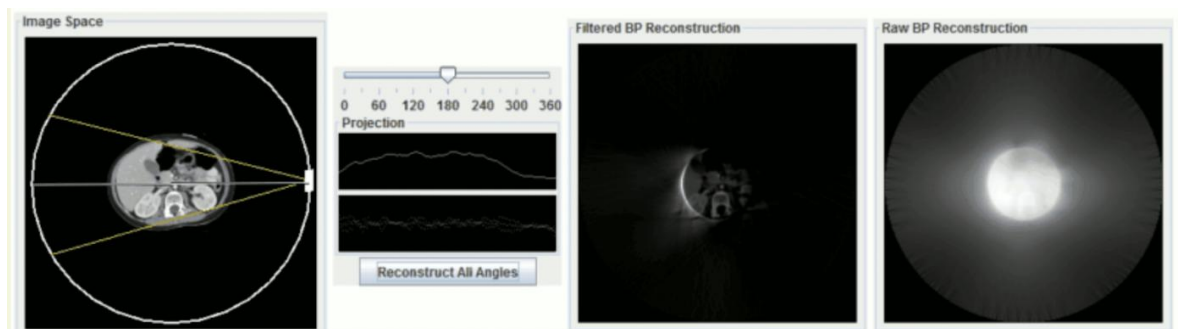 Image Space
0 60 120 180 240 300 360
Projection
Reconstruct All Angles
Filtered BP Reconstruction
Raw BP Reconstruction